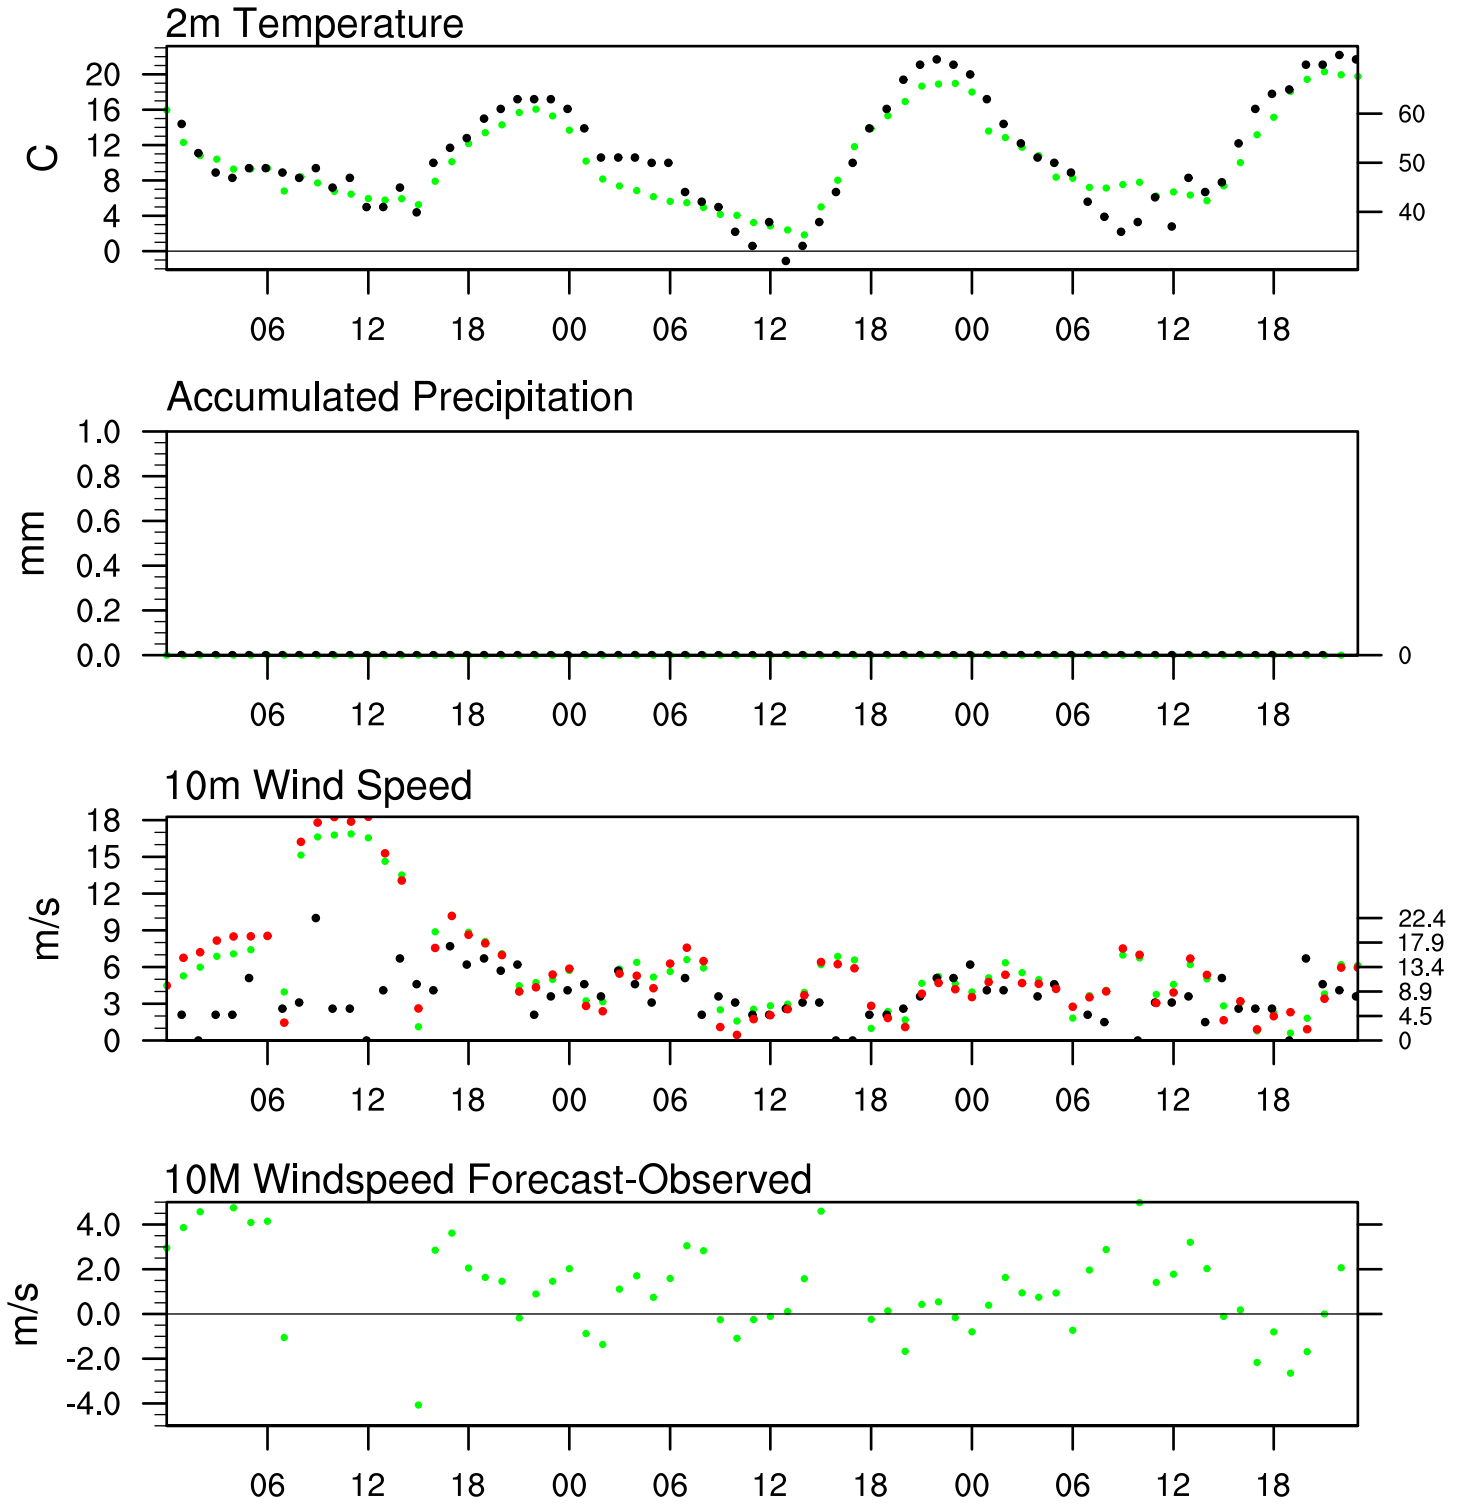 2m Temperature
20
16
12
8
4
0
C
60
50
40
06 12 18 00 06 12 18 00 06 12 18
Accumulated Precipitation
1.0
0.8
0.6
0.4
0.2
0.0
mm
0
06 12 18 00 06 12 18 00 06 12 18
10m Wind Speed
18
15
12
9
6
3
0
m/s
22.4
17.9
13.4
8.9
4.5
0
06 12 18 00 06 12 18 00 06 12 18
10M Windspeed Forecast-Observed
4.0
2.0
0.0
-2.0
-4.0
m/s
06 12 18 00 06 12 18 00 06 12 18